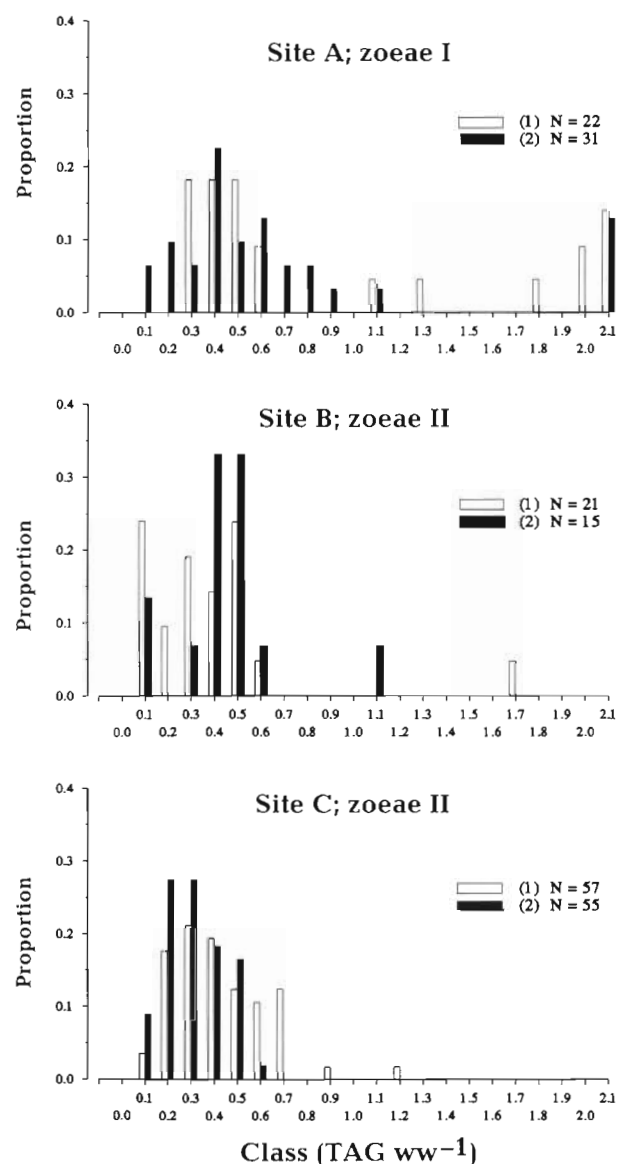 Site A; zoeae I
Proportion
0.4
0.3
0.2
0.1
0.0
(1) N = 22
(2) N = 31
0.1 0.3 0.5 0.7 0.9 1.1 1.3 1.5 1.7 1.9 2.1
0.0 0.2 0.4 0.6 0.8 1.0 1.2 1.4 1.6 1.8 2.0
Site B; zoeae II
Proportion
0.4
0.3
0.2
0.1
0.0
(1) N = 21
(2) N = 15
0.1 0.3 0.5 0.7 0.9 1.1 1.3 1.5 1.7 1.9 2.1
0.0 0.2 0.4 0.6 0.8 1.0 1.2 1.4 1.6 1.8 2.0
Site C; zoeae II
Proportion
0.4
0.3
0.2
0.1
0.0
(1) N = 57
(2) N = 55
0.1 0.3 0.5 0.7 0.9 1.1 1.3 1.5 1.7 1.9 2.1
0.0 0.2 0.4 0.6 0.8 1.0 1.2 1.4 1.6 1.8 2.0
Class (TAG ww⁻¹)